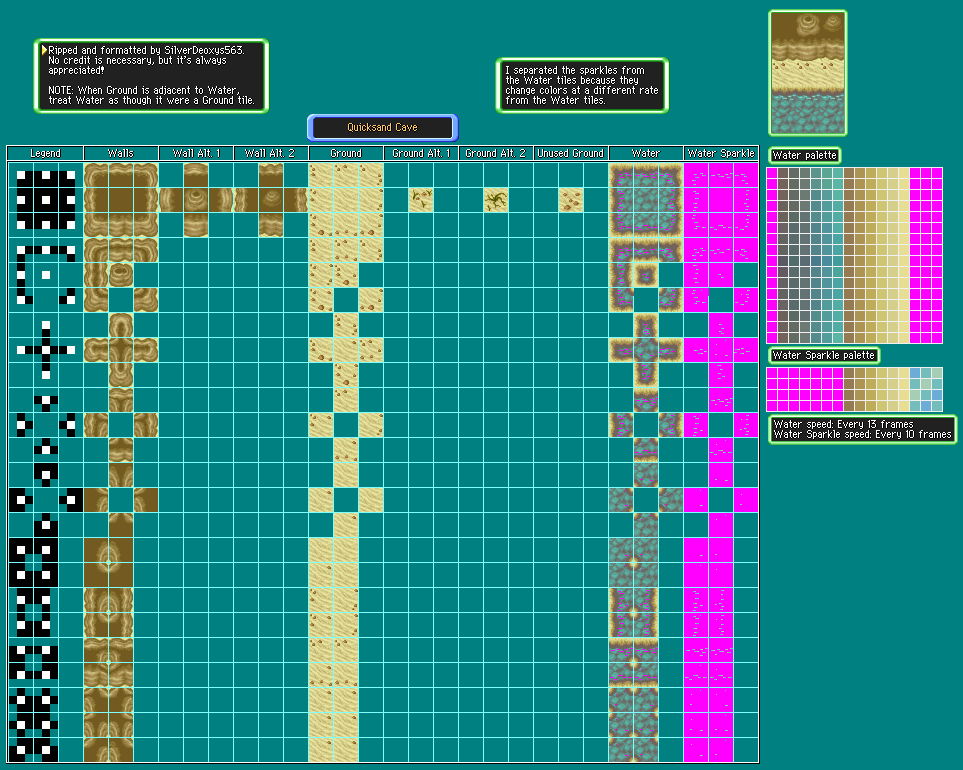 Ripped and formatted by SilverDeoxys563.
No credit is necessary, but it's always
appreciated!
NOTE: When Ground is adjacent to Water,
treat Water as though it were a Ground tile.
I separated the sparkles from
the Water tiles because they
change colors at a different rate
from the Water tiles.
Quicksand Cave
Legend Walls Wall Alt. 1 Wall Alt. 2 Ground Ground Alt. 1 Ground Alt. 2 Unused Ground Water Water Sparkle
Water palette
Water Sparkle palette
Water speed: Every 13 frames
Water Sparkle speed: Every 10 frames